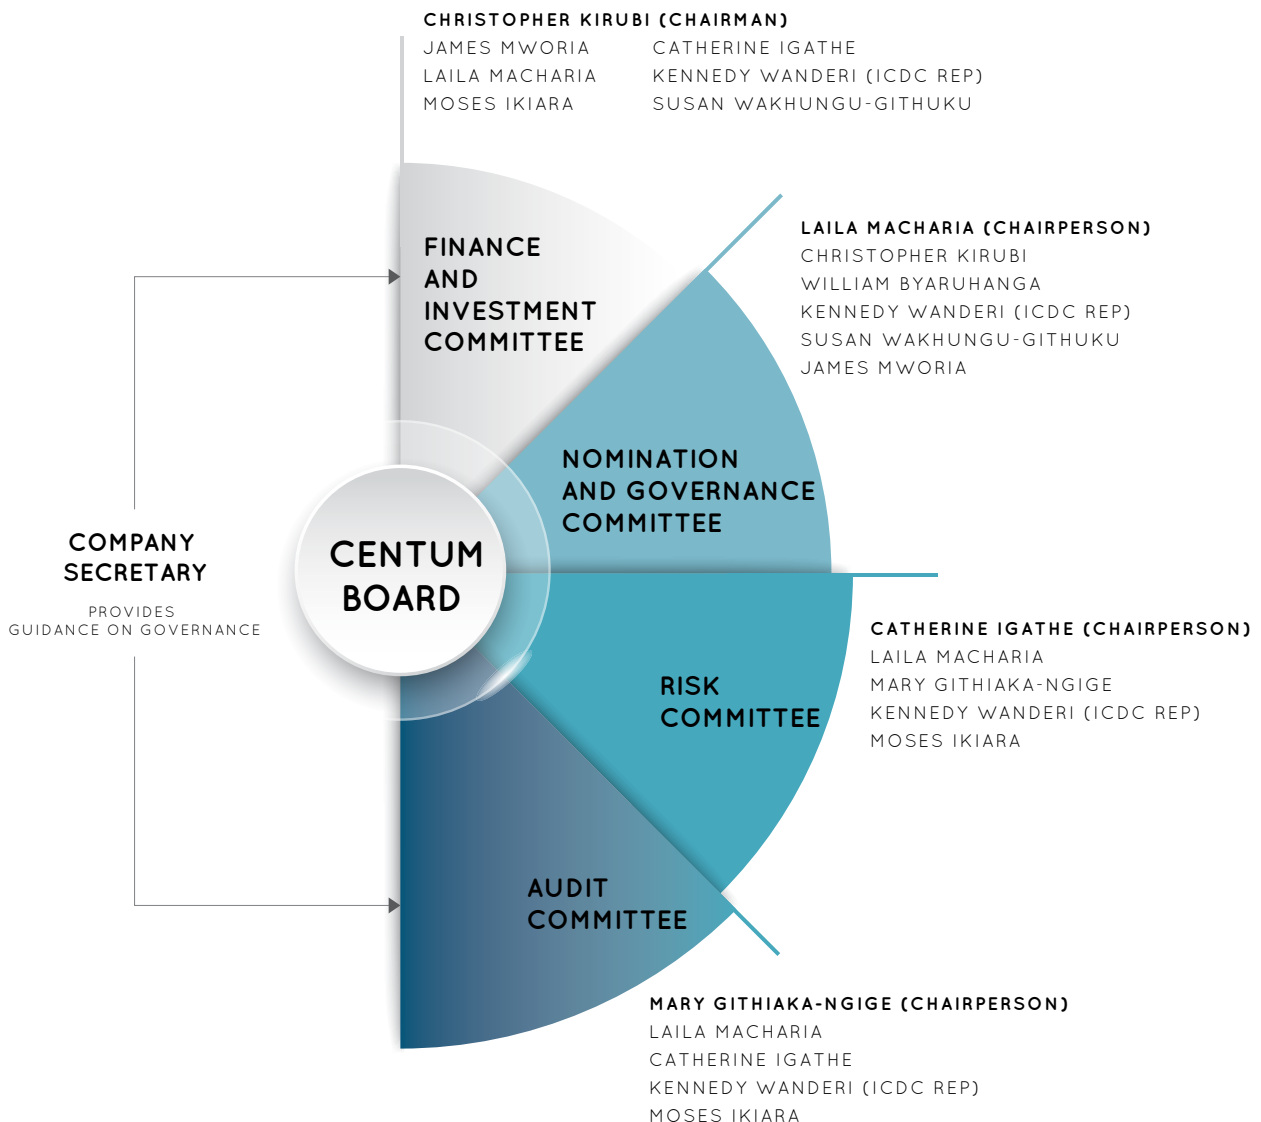 CHRISTOPHER KIRUBI (CHAIRMAN)
JAMES MWORIA
LAILA MACHARIA
MOSES IKIARA
CATHERINE IGATHE
KENNEDY WANDERI (ICDC REP)
SUSAN WAKHUNGU-GITHUKU
FINANCE
AND
INVESTMENT
COMMITTEE
LAILA MACHARIA (CHAIRPERSON)
CHRISTOPHER KIRUBI
WILLIAM BYARUHANGA
KENNEDY WANDERI (ICDC REP)
SUSAN WAKHUNGU-GITHUKU
JAMES MWORIA
NOMINATION
AND GOVERNANCE
COMMITTEE
COMPANY
SECRETARY
PROVIDES
GUIDANCE ON GOVERNANCE
CENTUM
BOARD
CATHERINE IGATHE (CHAIRPERSON)
LAILA MACHARIA
MARY GITHIAKA-NGIGE
KENNEDY WANDERI (ICDC REP)
MOSES IKIARA
RISK
COMMITTEE
AUDIT
COMMITTEE
MARY GITHIAKA-NGIGE (CHAIRPERSON)
LAILA MACHARIA
CATHERINE IGATHE
KENNEDY WANDERI (ICDC REP)
MOSES IKIARA